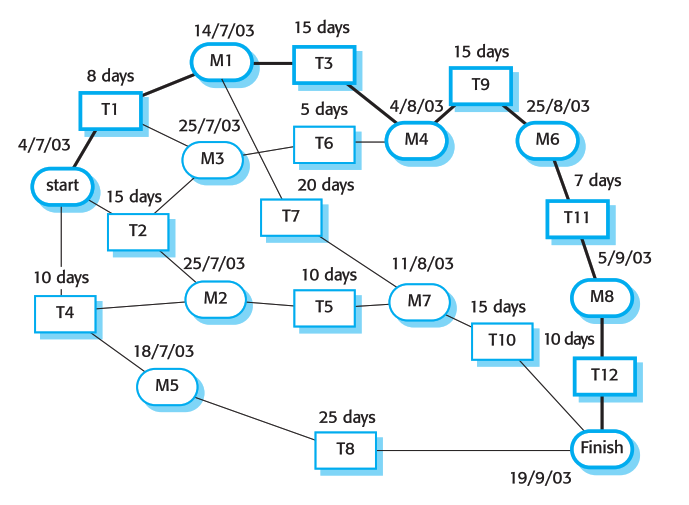 14/7/03
15 days
M1
T3
15 days
8 days
T9
T1
5 days
4/8/03
25/8/03
25/7/03
4/7/03
M3
T6
M4
M6
start
15 days
20 days
7 days
T2
T7
T11
25/7/03
11/8/03
5/9/03
10 days
10 days
M2
M7
M8
T4
T5
15 days
10 days
18/7/03
T10
M5
T12
25 days
T8
Finish
19/9/03